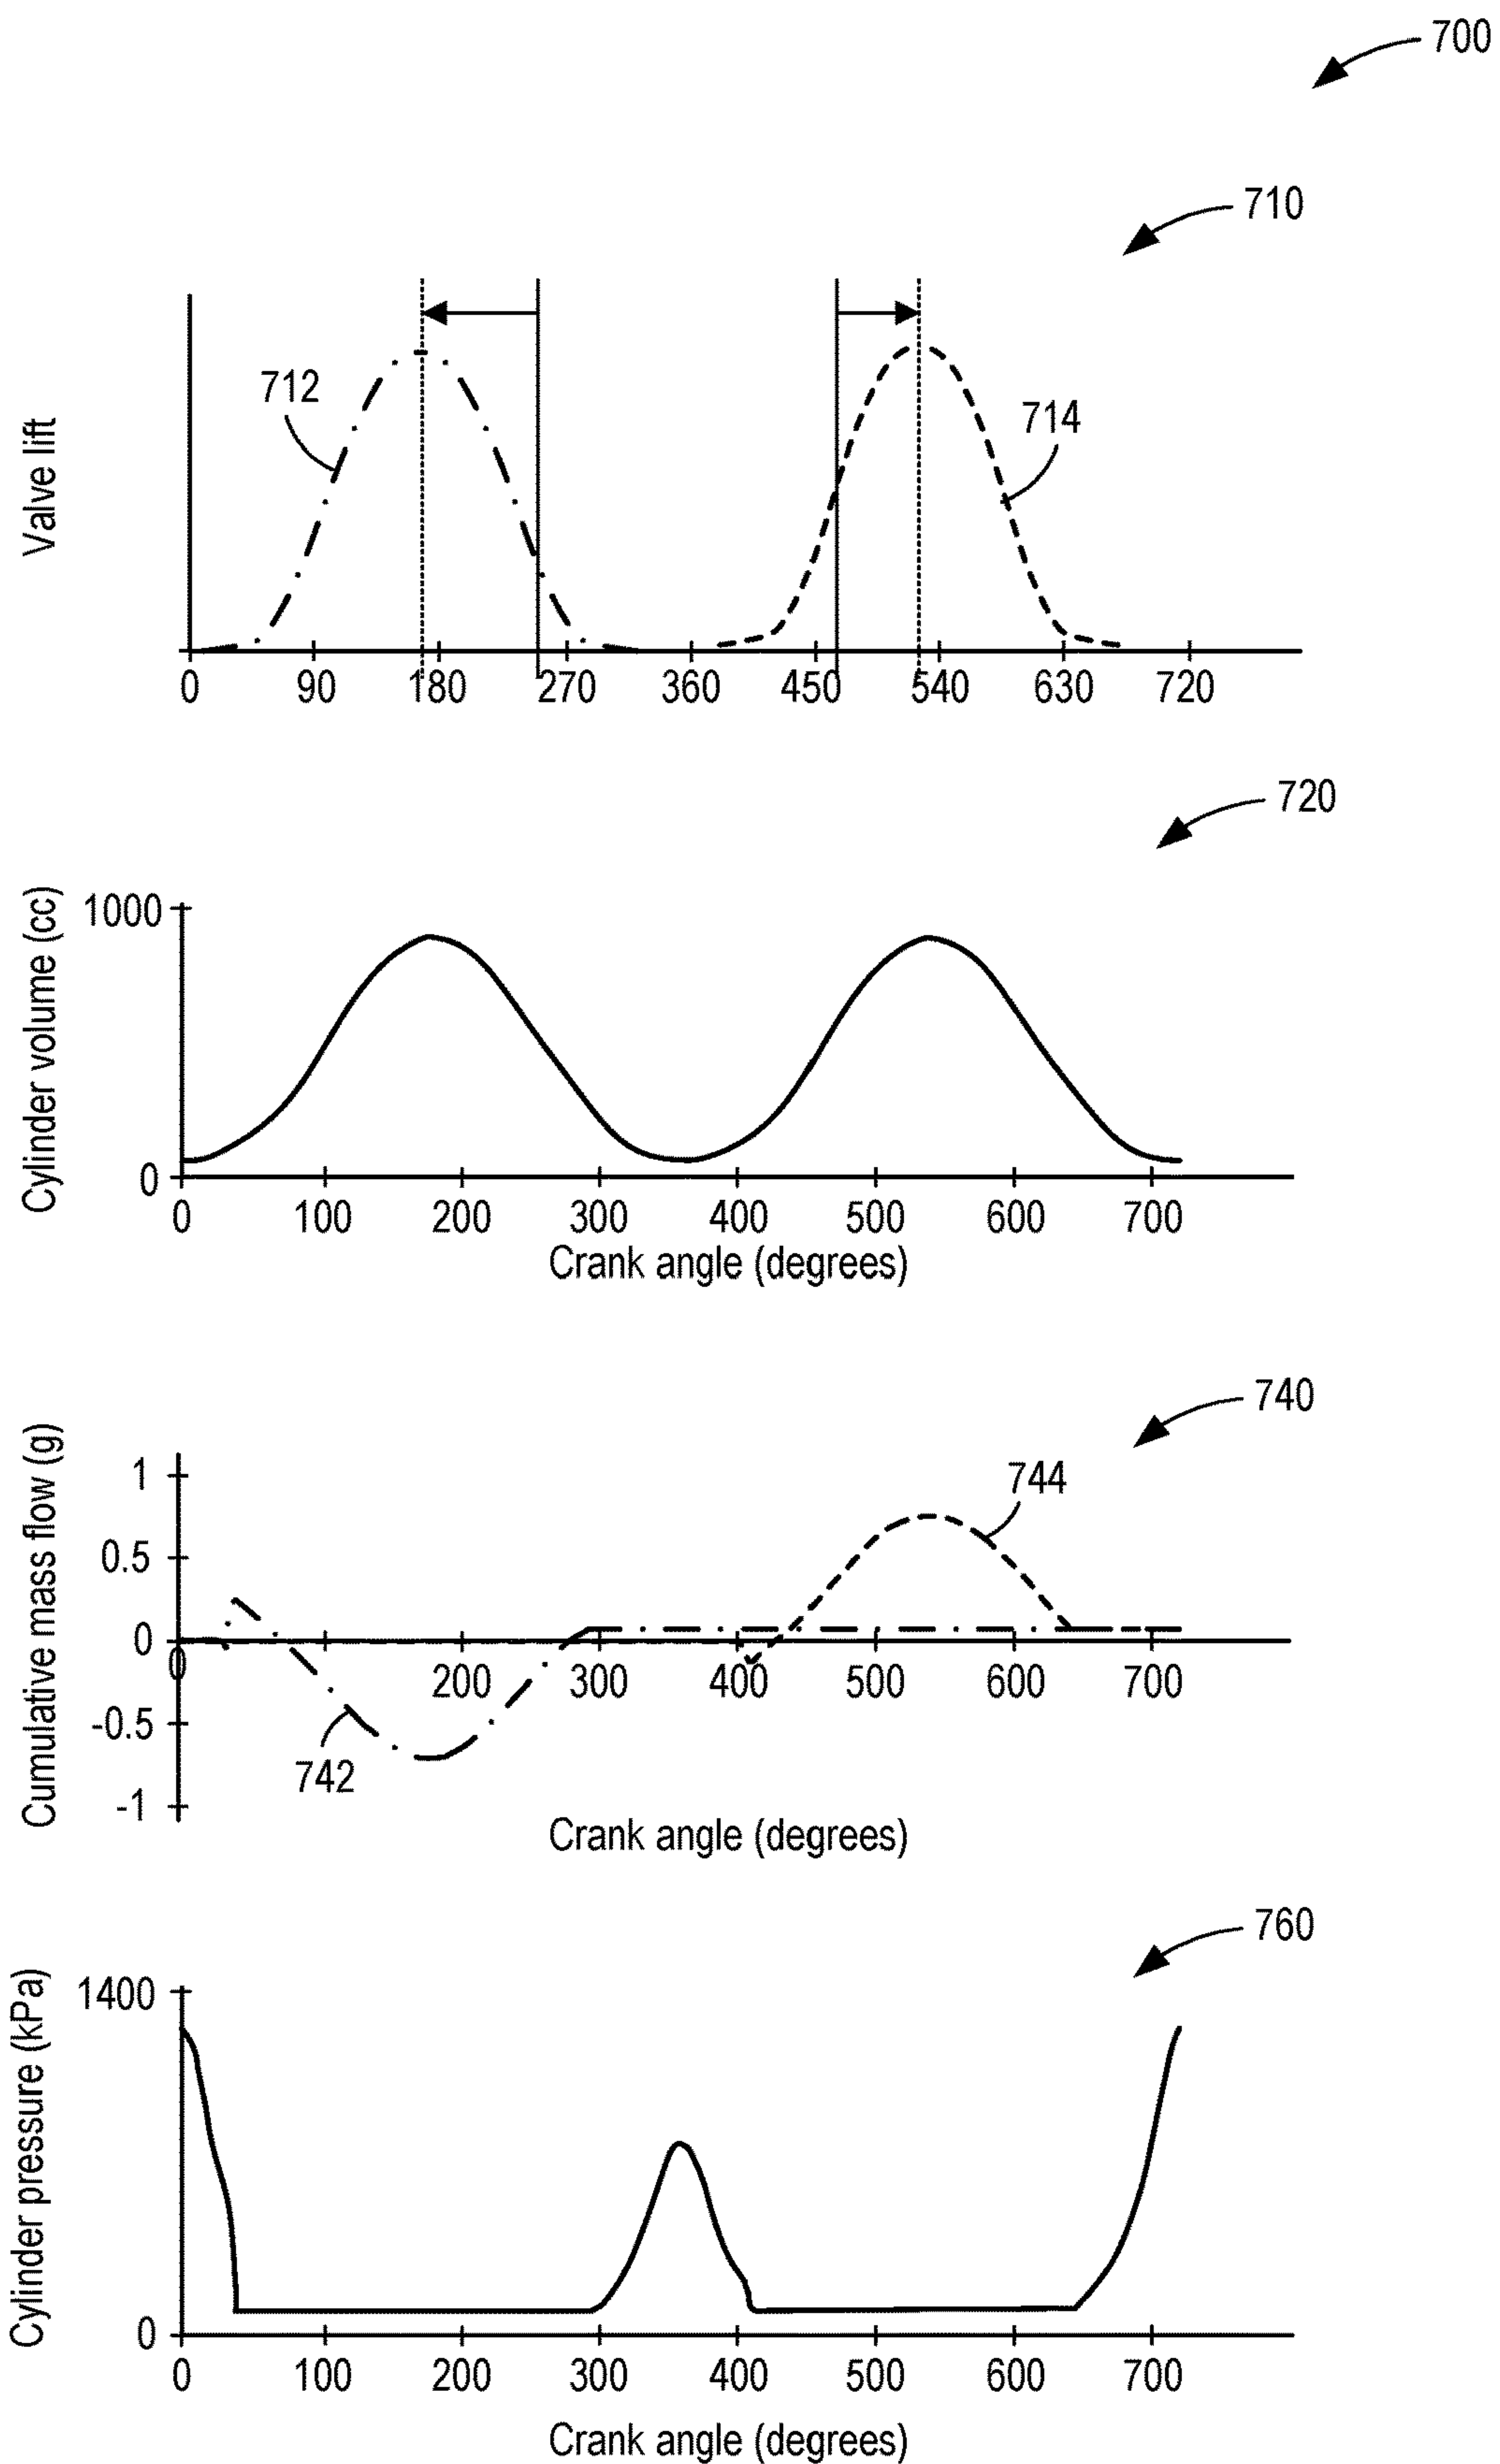 700
710
712
714
Valve lift
0 90 180 270 360 450 540 630 720
720
Cylinder volume (cc)
1000
0
0 100 200 300 400 500 600 700
Crank angle (degrees)
740
Cumulative mass flow (g)
1
744
0.5
0
0 200 300 400 500 600 700
-0.5
742
-1
Crank angle (degrees)
760
Cylinder pressure (kPa)
1400
0
0 100 200 300 400 500 600 700
Crank angle (degrees)